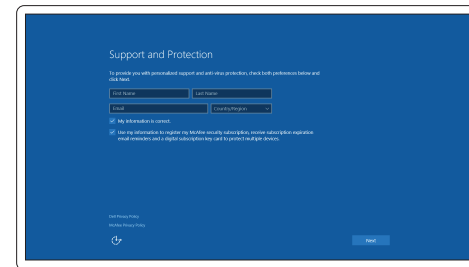 Support and Protection
To provide you with personalized support and anti-virus protection, check both preferences below and
click Next.
First Name
Last Name
Email
Country/Region
My information is correct.
Use my information to register my McAfee security subscription, receive subscription expiration
email reminders and a digital subscription key card to protect multiple devices.
Dell Privacy Policy
McAfee Privacy Policy
Next